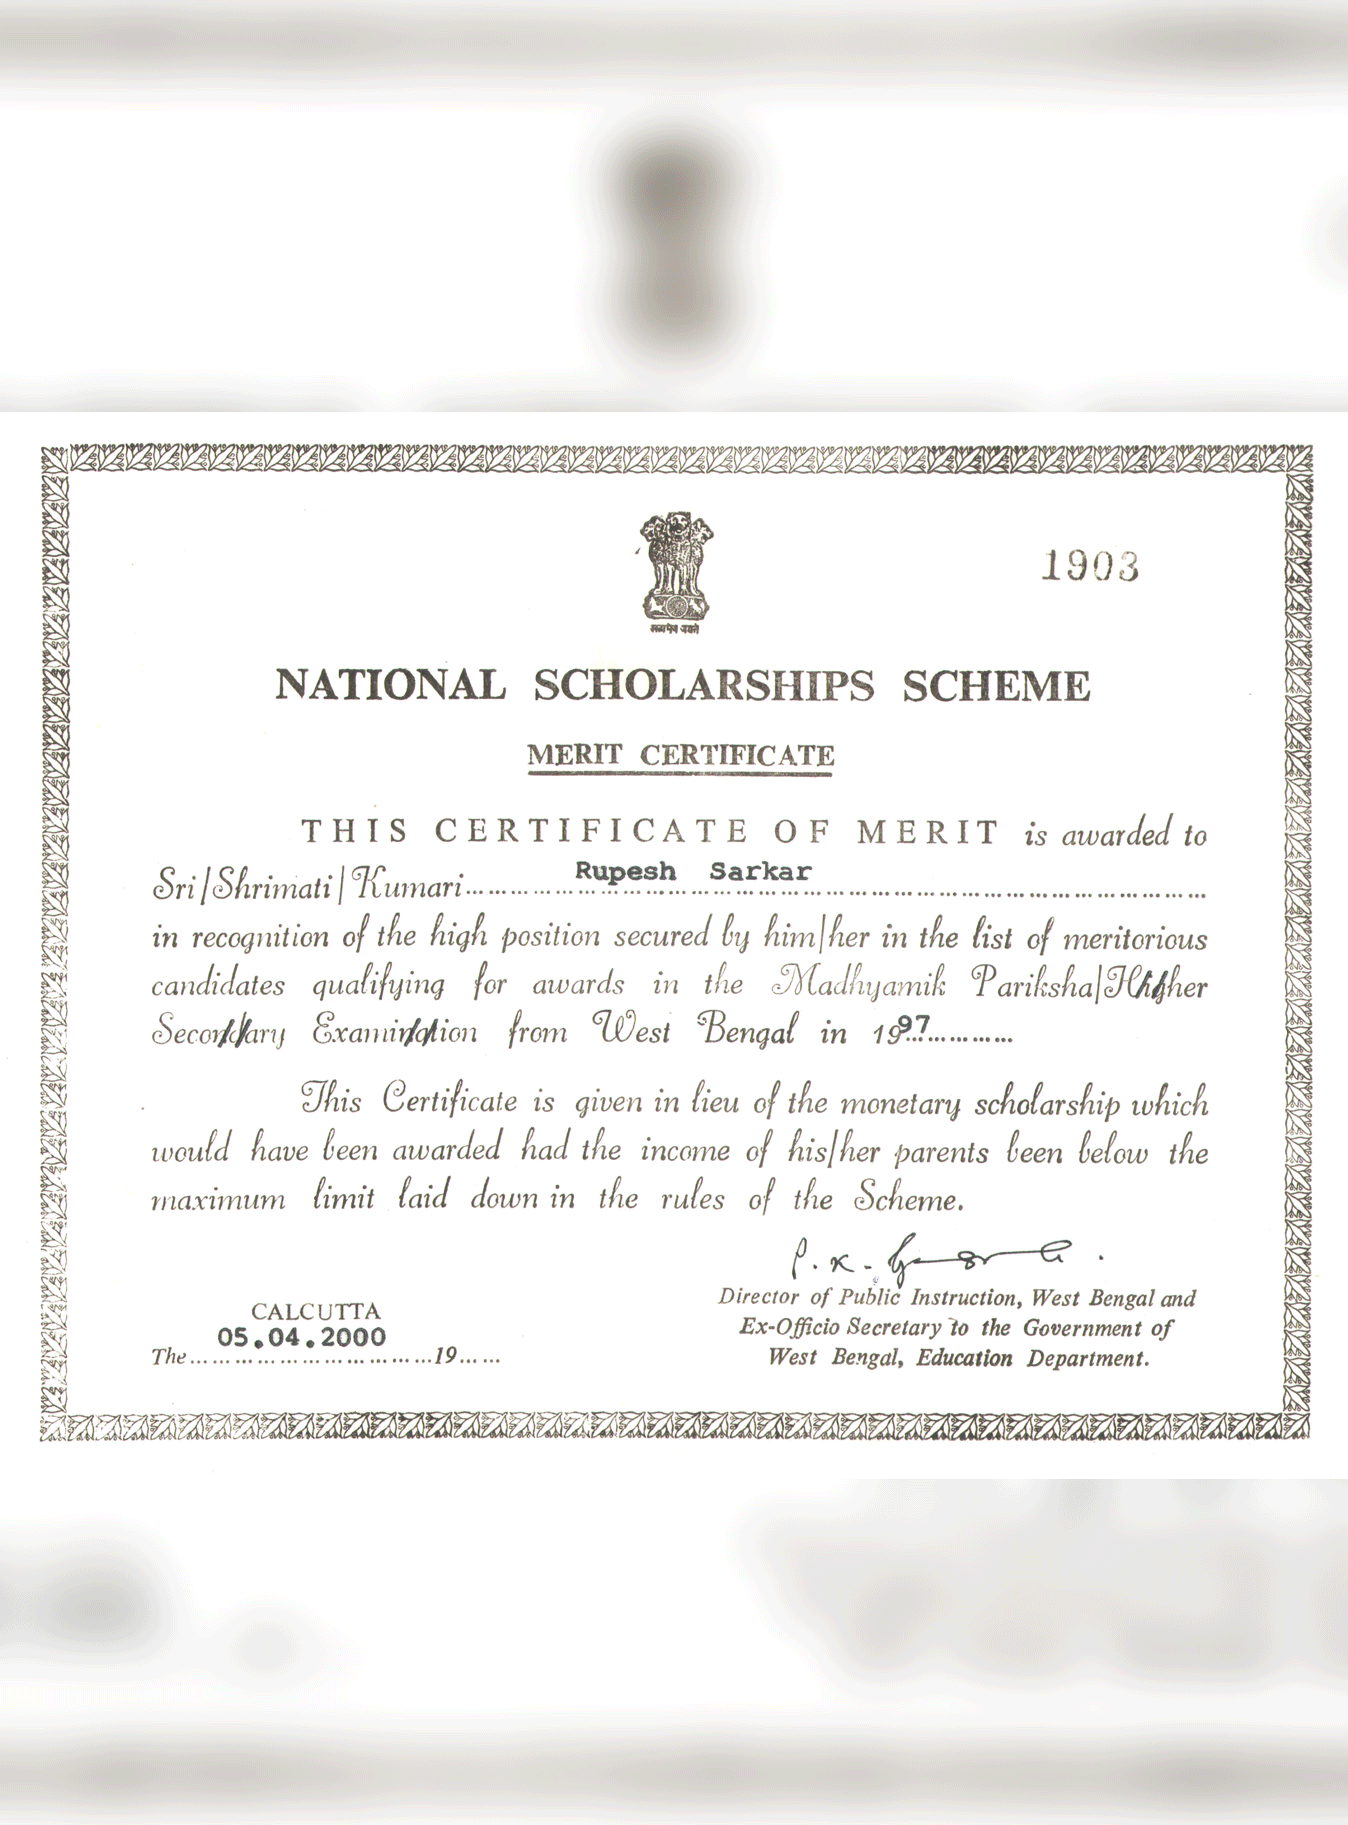 सत्यमेव जयते
1903
NATIONAL SCHOLARSHIPS SCHEME
MERIT CERTIFICATE
THIS CERTIFICATE OF MERIT is awarded to
Sri/Shrimati/Kumari Rupesh Sarkar
in recognition of the high position secured by him/her in the list of meritorious
candidates qualifying for awards in the Madhyamik Pariksha/Higher
Secondary Examination from West Bengal in 1997
This Certificate is given in lieu of the monetary scholarship which
would have been awarded had the income of his/her parents been below the
maximum limit laid down in the rules of the Scheme.
P. K.
Director of Public Instruction, West Bengal and
Ex-Officio Secretary to the Government of
West Bengal, Education Department.
CALCUTTA
05.04.2000
The..............................19......